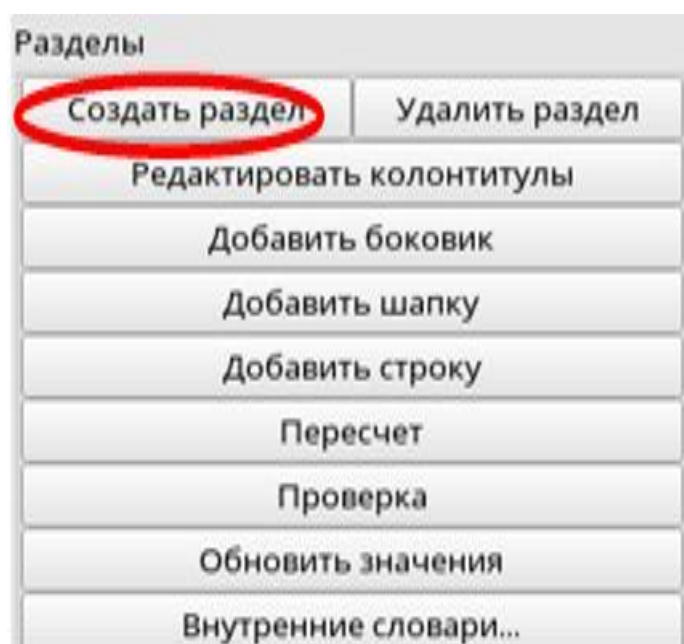 Разделы
Создать раздел Удалить раздел
Редактировать колонтитулы
Добавить боковик
Добавить шапку
Добавить строку
Пересчет
Проверка
Обновить значения
Внутренние словари...